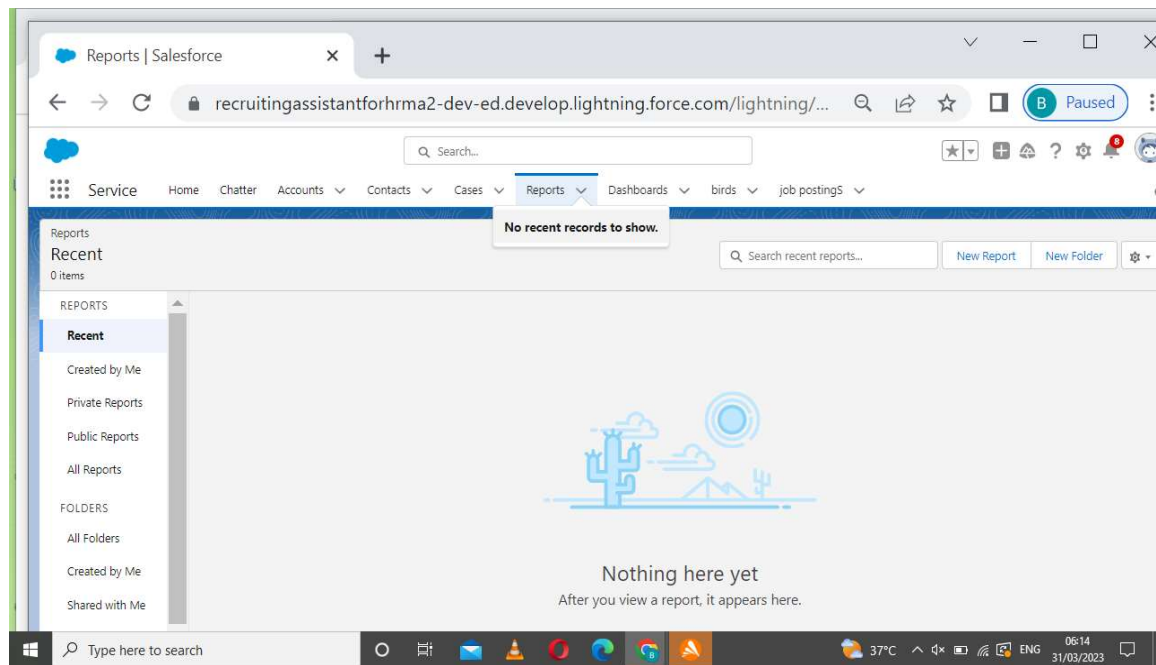 Reports | Salesforce
recruitingassistantforhrma2-dev-ed.develop.lightning.force.com/lightning/...
B Paused
Search...
8
Service Home Chatter Accounts Contacts Cases Reports Dashboards birds job postingS
No recent records to show.
Reports
Recent
0 items
Search recent reports...
New Report New Folder
REPORTS
Recent
Created by Me
Private Reports
Public Reports
All Reports
FOLDERS
All Folders
Created by Me
Shared with Me
Nothing here yet
After you view a report, it appears here.
Type here to search
37°C ENG
06:14
31/03/2023